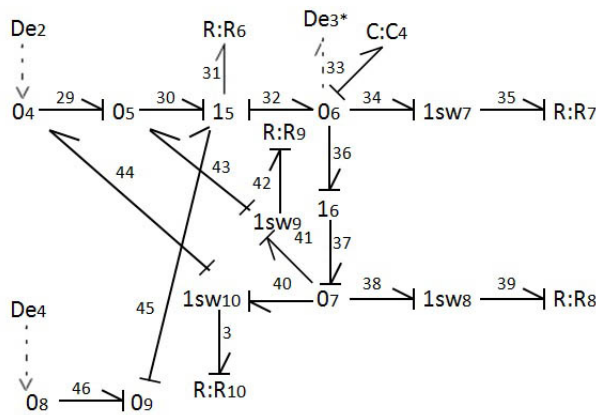 De2 R:R6 De3* C:C4
31 33
04 29 05 30 15 32 06 34 1sw7 35 R:R7
R:R9
44 43 42 36
1sw9 16
41 37
1sw10 40 07 38 1sw8 39 R:R8
De4 45 3
R:R10
08 46 09